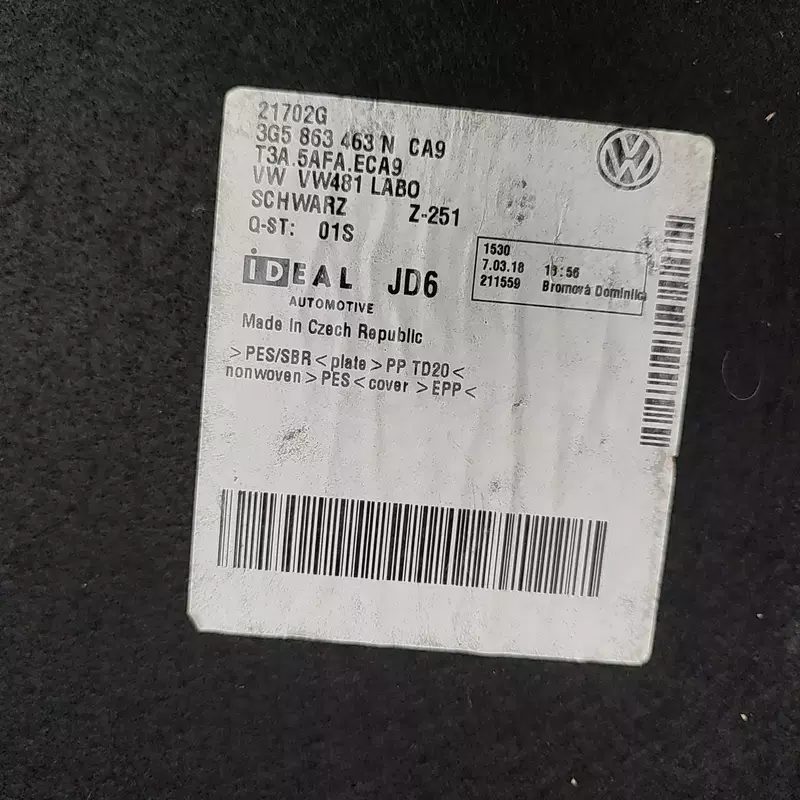 21702G
3G5 863 463 N CA9
T3A.5AFA.ECA9
VW VW481 LABO
SCHWARZ Z-251
Q-ST: 01S
1530
7.03.18 13:56
211559 Bromová Dominika
iDEAL JD6
AUTOMOTIVE
Made in Czech Republic
>PES/SBR<plate>PP TD20<
nonwoven>PES<cover>EPP<